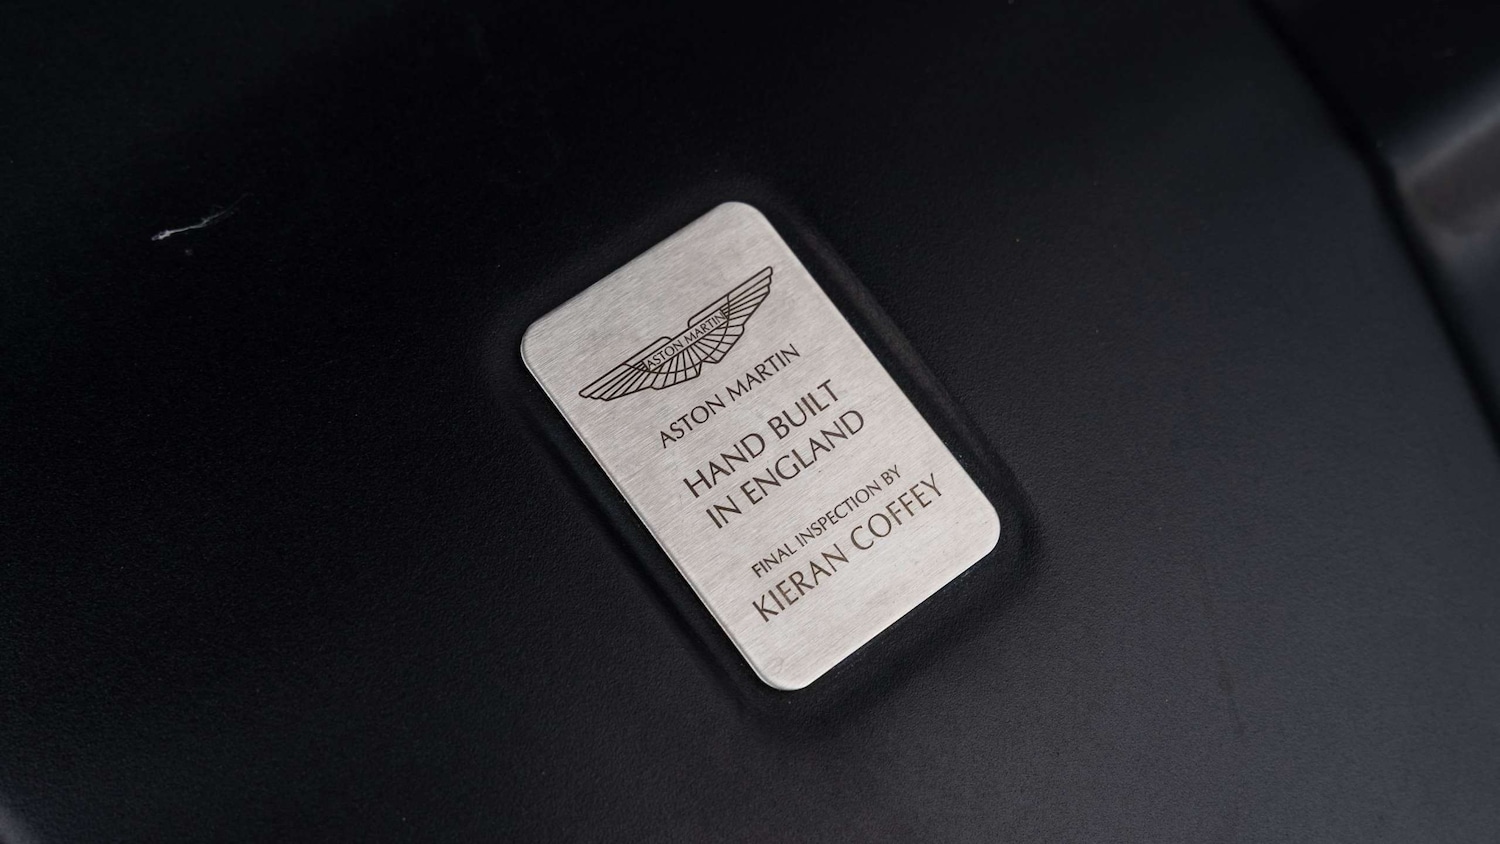 ASTON MARTIN
ASTON MARTIN
HAND BUILT
IN ENGLAND
FINAL INSPECTION BY
KIERAN COFFEY